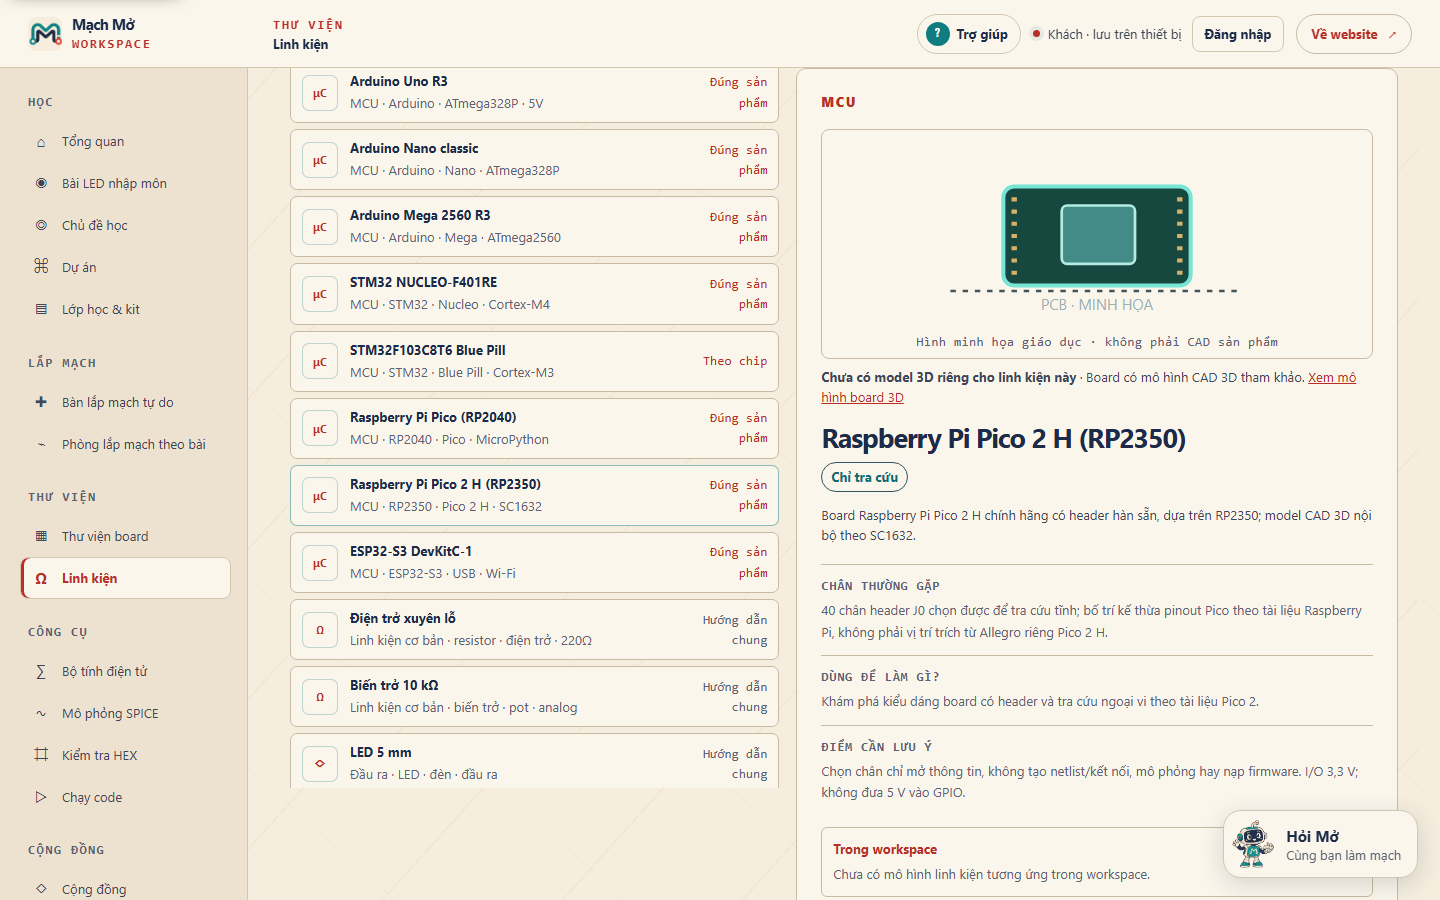 Mạch Mở
WORKSPACE
THƯ VIỆN
Linh kiện
? Trợ giúp
Khách · lưu trên thiết bị
Đăng nhập
Về website ↗
HỌC
Tổng quan
Bài LED nhập môn
Chủ đề học
Dự án
Lớp học & kit
LẮP MẠCH
Bàn lắp mạch tự do
Phòng lắp mạch theo bài
THƯ VIỆN
Thư viện board
Ω Linh kiện
CÔNG CỤ
∑ Bộ tính điện tử
Mô phỏng SPICE
Kiểm tra HEX
Chạy code
CỘNG ĐỒNG
Cộng đồng
µC
Arduino Uno R3
MCU · Arduino · ATmega328P · 5V
Đúng sản
phẩm
µC
Arduino Nano classic
MCU · Arduino · Nano · ATmega328P
Đúng sản
phẩm
µC
Arduino Mega 2560 R3
MCU · Arduino · Mega · ATmega2560
Đúng sản
phẩm
µC
STM32 NUCLEO-F401RE
MCU · STM32 · Nucleo · Cortex-M4
Đúng sản
phẩm
µC
STM32F103C8T6 Blue Pill
MCU · STM32 · Blue Pill · Cortex-M3
Theo chip
µC
Raspberry Pi Pico (RP2040)
MCU · RP2040 · Pico · MicroPython
Đúng sản
phẩm
µC
Raspberry Pi Pico 2 H (RP2350)
MCU · RP2350 · Pico 2 H · SC1632
Đúng sản
phẩm
µC
ESP32-S3 DevKitC-1
MCU · ESP32-S3 · USB · Wi-Fi
Đúng sản
phẩm
Ω
Điện trở xuyên lỗ
Linh kiện cơ bản · resistor · điện trở · 220Ω
Hướng dẫn
chung
Ω
Biến trở 10 kΩ
Linh kiện cơ bản · biến trở · pot · analog
Hướng dẫn
chung
LED 5 mm
Đầu ra · LED · đèn · đầu ra
Hướng dẫn
chung
MCU
PCB · MINH HỌA
Hình minh họa giáo dục · không phải CAD sản phẩm
Chưa có model 3D riêng cho linh kiện này · Board có mô hình CAD 3D tham khảo. Xem mô
hình board 3D
Raspberry Pi Pico 2 H (RP2350)
Chỉ tra cứu
Board Raspberry Pi Pico 2 H chính hãng có header hàn sẵn, dựa trên RP2350; model CAD 3D nội
bộ theo SC1632.
CHÂN THƯỜNG GẶP
40 chân header J0 chọn được để tra cứu tĩnh; bố trí kế thừa pinout Pico theo tài liệu Raspberry
Pi, không phải vị trí trích từ Allegro riêng Pico 2 H.
DÙNG ĐỂ LÀM GÌ?
Khám phá kiểu dáng board có header và tra cứu ngoại vi theo tài liệu Pico 2.
ĐIỂM CẦN LƯU Ý
Chọn chân chỉ mở thông tin, không tạo netlist/kết nối, mô phỏng hay nạp firmware. I/O 3,3 V;
không đưa 5 V vào GPIO.
Trong workspace
Chưa có mô hình linh kiện tương ứng trong workspace.
Hỏi Mở
Cùng bạn làm mạch